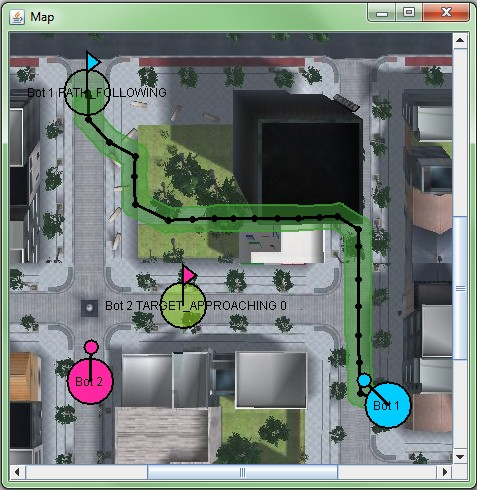 Map
Bot 1 PATH_FOLLOWING
Bot 2 TARGET_APPROACHING 0
Bot 2
Bot 1